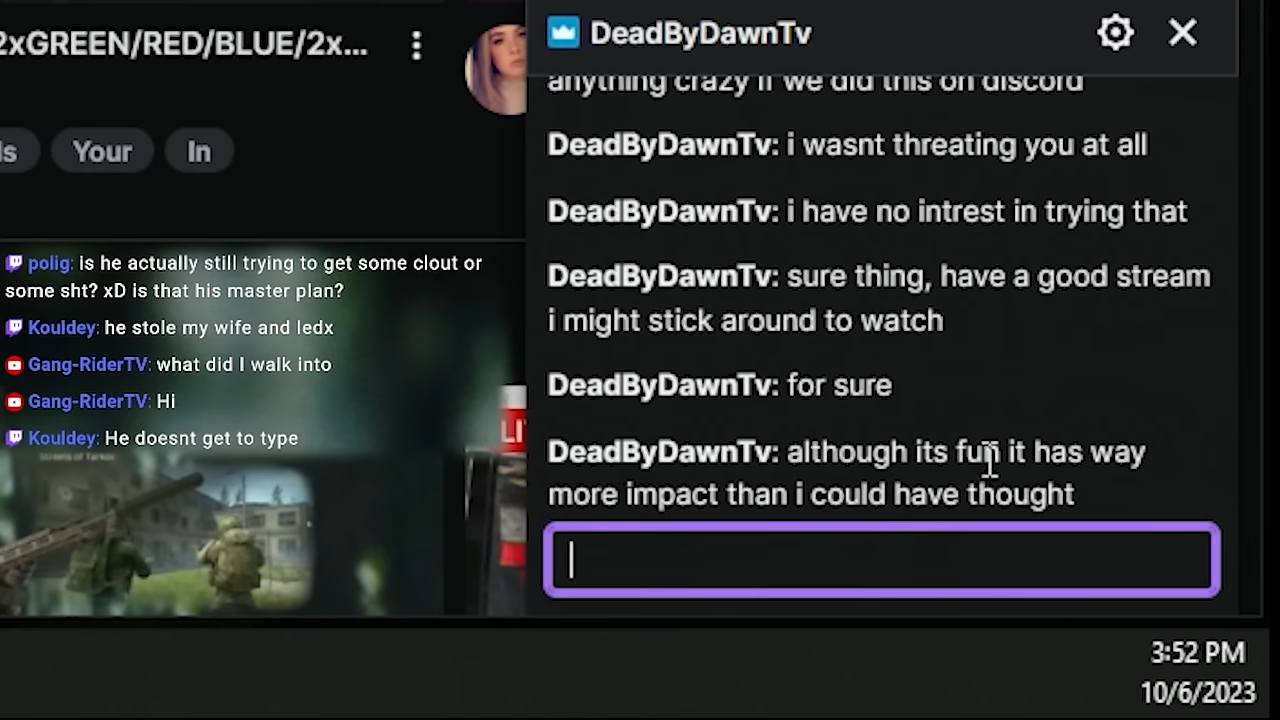 2xGREEN/RED/BLUE/2x...
DeadByDawnTv
anything crazy if we did this on discord
Your
In
DeadByDawnTv: i wasnt threating you at all
DeadByDawnTv: i have no intrest in trying that
polig: is he actually still trying to get some clout or
some sht? xD is that his master plan?
Kouldey: he stole my wife and ledx
Gang-RiderTV: what did I walk into
Gang-RiderTV: Hi
Kouldey: He doesnt get to type
DeadByDawnTv: sure thing, have a good stream
i might stick around to watch
DeadByDawnTv: for sure
DeadByDawnTv: although its fun it has way
more impact than i could have thought
LI
3:52 PM
10/6/2023